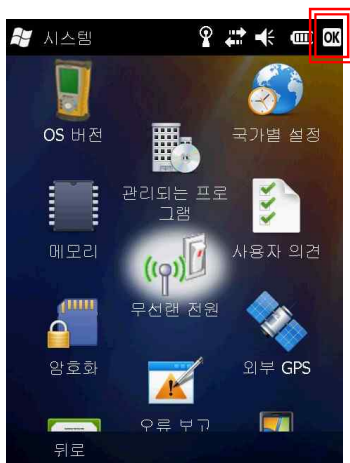 시스템
OK
OS 버전
국가별 설정
관리되는 프로
그램
메모리
사용자 의견
무선랜 전원
암호화
외부 GPS
오류 보고
뒤로